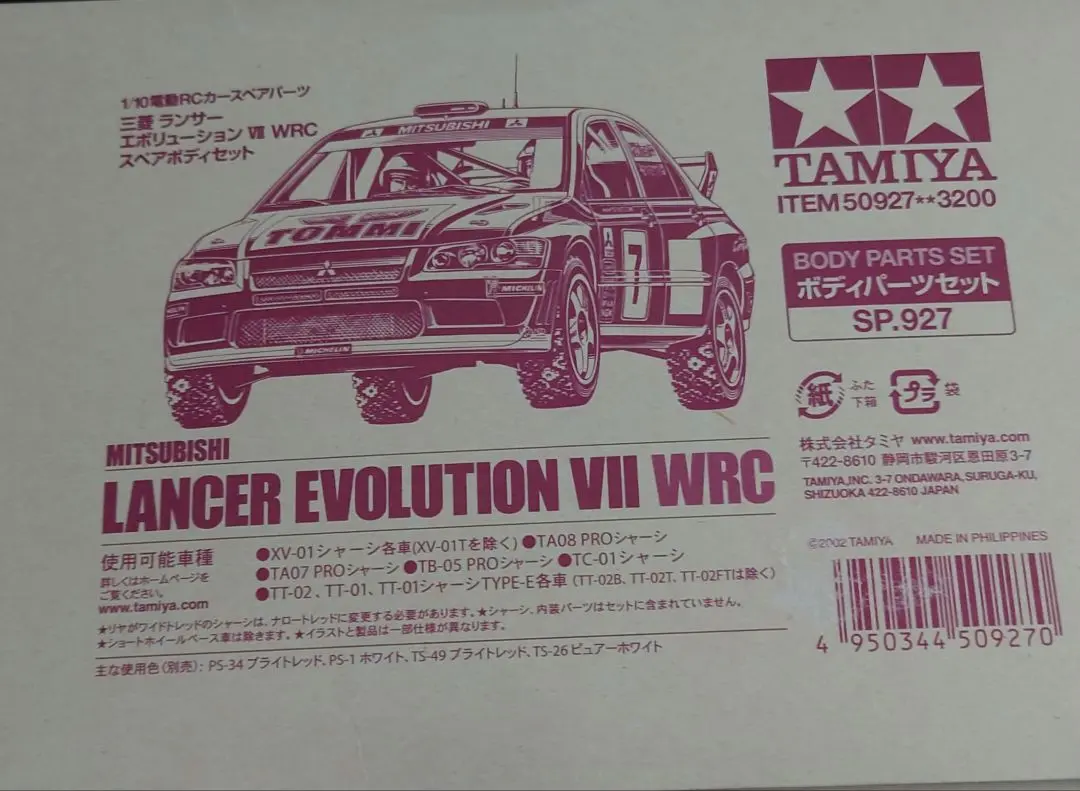 1/10電動RCカースペアパーツ
三菱 ランサー
エボリューション Ⅶ WRC
スペアボディセット
MITSUBISHI
TOMMI
MICHELIN
MICHELIN
7
TAMIYA
ITEM 50927**3200
BODY PARTS SET
ボディパーツセット
SP.927
紙 ふた
下箱
プラ 袋
株式会社タミヤ www.tamiya.com
〒422-8610 静岡市駿河区恩田原3-7
TAMIYA,INC. 3-7 ONDAWARA, SURUGA-KU,
SHIZUOKA 422-8610 JAPAN
MITSUBISHI
LANCER EVOLUTION VII WRC
使用可能車種
詳しくはホームページを
ご覧ください。
www.tamiya.com
●XV-01シャーシ各車(XV-01Tを除く) ●TA08 PROシャーシ
●TA07 PROシャーシ ●TB-05 PROシャーシ ●TC-01シャーシ
●TT-02、TT-01、TT-01シャーシTYPE-E各車 (TT-02B、TT-02T、TT-02FTは除く)
★リヤがワイドトレッドのシャーシは、ナロートレッドに変更する必要があります。★シャーシ、内装パーツはセットに含まれていません。
★ショートホイールベース車は除きます。★イラストと製品は一部仕様が異なります。
主な使用色(別売): PS-34 ブライトレッド、PS-1 ホワイト、TS-49 ブライトレッド、TS-26 ピュアーホワイト
©2002 TAMIYA MADE IN PHILIPPINES
4 950344 509270